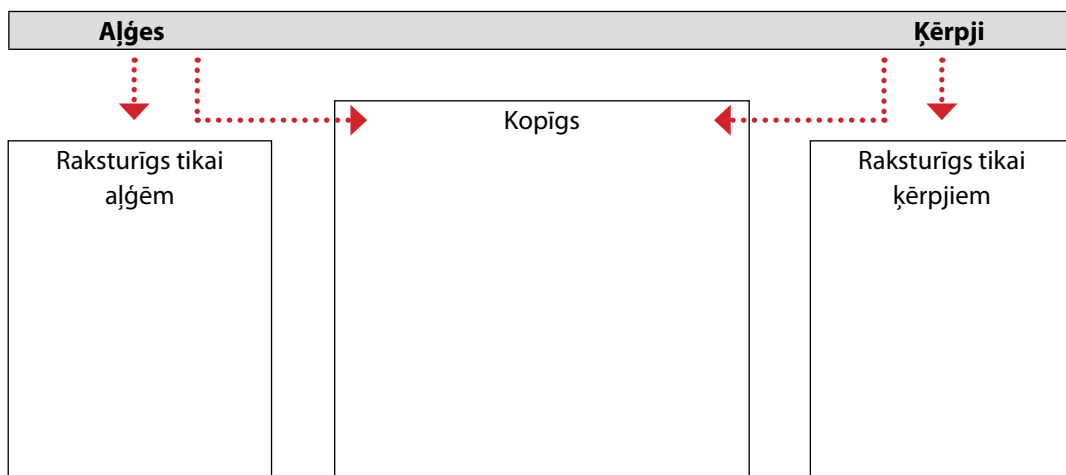 Aļģes
Ķērpji
Kopīgs
Raksturīgs tikai
aļģēm
Raksturīgs tikai
ķērpjiem